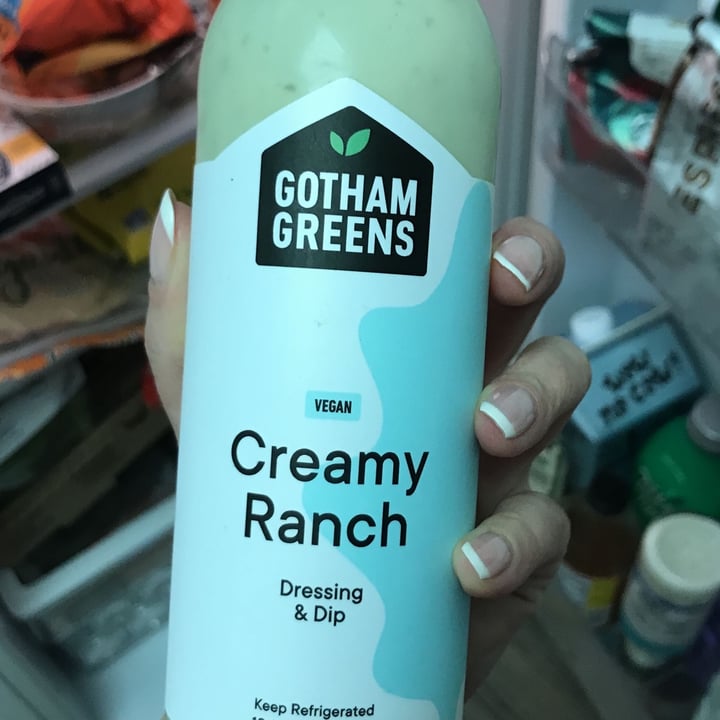 GOTHAM
GREENS
VEGAN
Creamy
Ranch
Dressing
& Dip
Keep Refrigerated